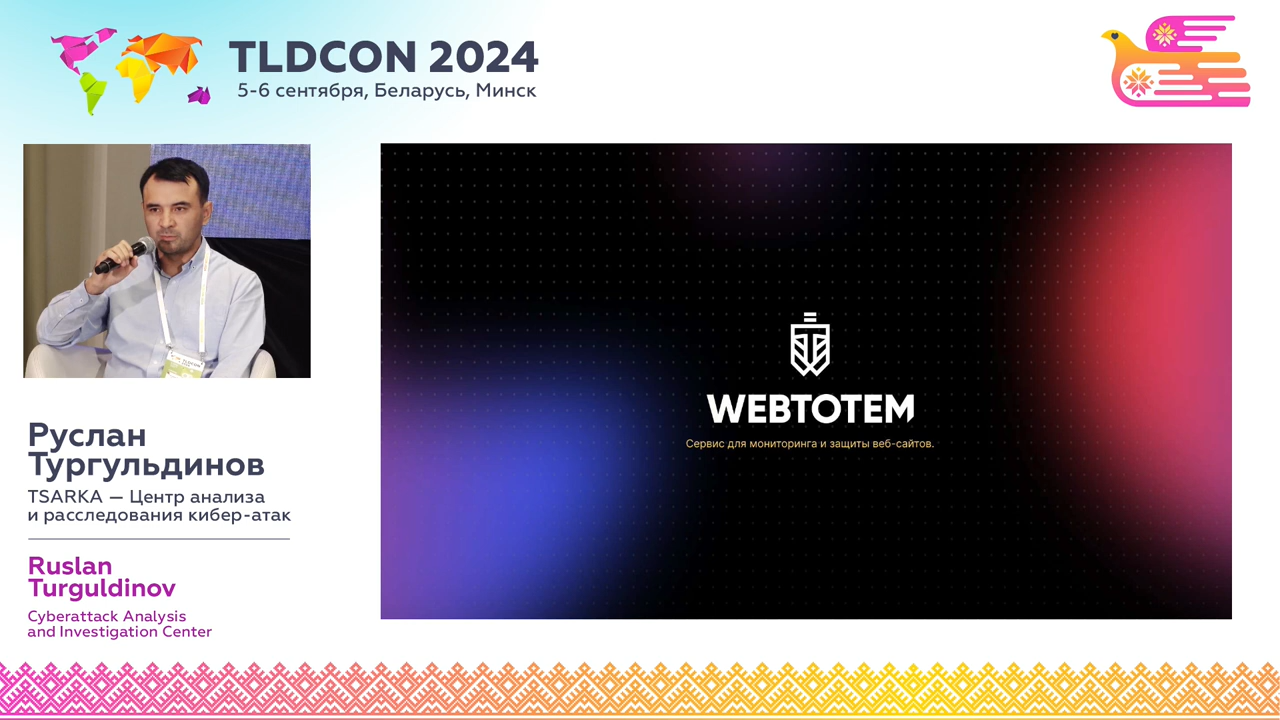 TLDCON 2024
5-6 сентября, Беларусь, Минск
WEBTOTEM
Сервис для мониторинга и защиты веб-сайтов.
Руслан
Тургульдинов
TSARKA — Центр анализа
и расследования кибер-атак
Ruslan
Turguldinov
Cyberattack Analysis
and Investigation Center